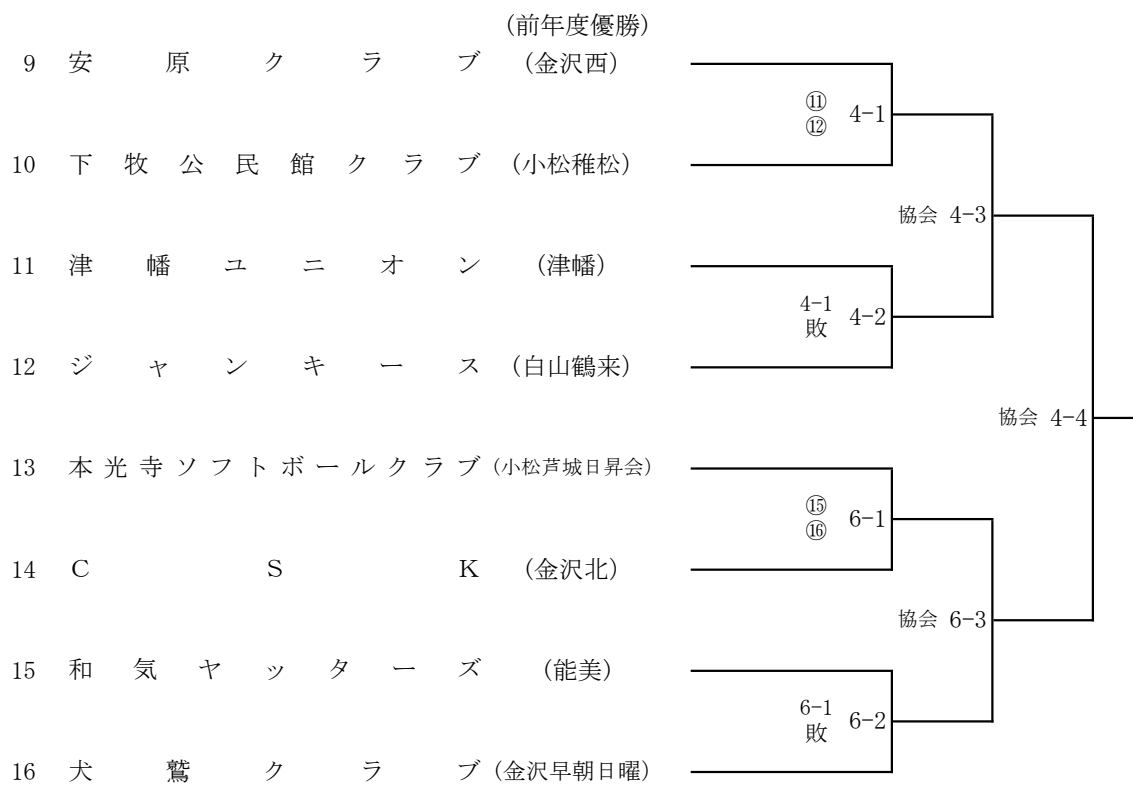 (前年度優勝)
9 安原クラブ (金沢西)
⑪ 4-1
⑫
10 下牧公民館クラブ (小松稚松)
協会 4-3
11 津幡ユニオン (津幡)
4-1 4-2
敗
12 ジャンキース (白山鶴来)
協会 4-4
13 本光寺ソフトボールクラブ (小松芦城日昇会)
⑮ 6-1
⑯
14 CSK (金沢北)
協会 6-3
15 和気ヤッターズ (能美)
6-1 6-2
敗
16 犬鷲クラブ (金沢早朝日曜)